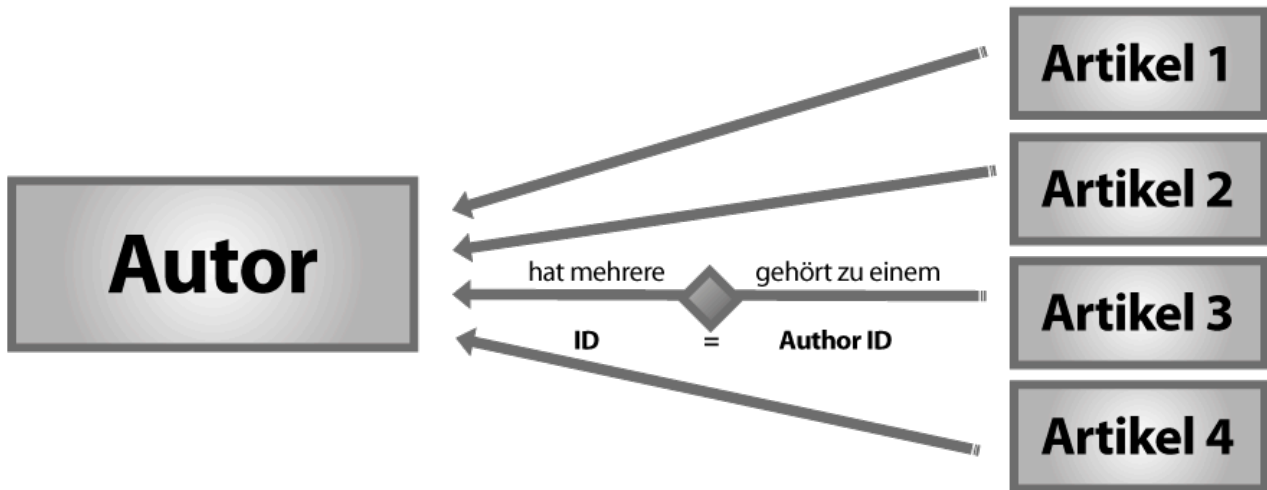 Artikel 1
Artikel 2
Autor
hat mehrere gehört zu einem
ID = Author ID
Artikel 3
Artikel 4